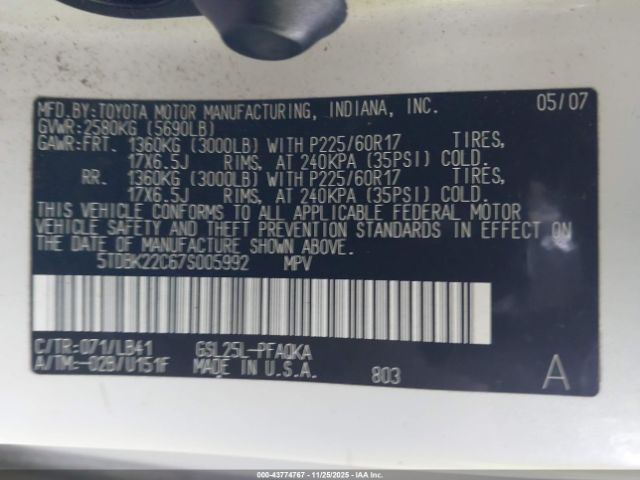 MFD.BY:TOYOTA MOTOR MANUFACTURING, INDIANA, INC. 05/07
GVWR:2580KG (5690LB)
GAWR:FRT. 1360KG (3000LB) WITH P225/60R17 TIRES,
17X6.5J RIMS, AT 240KPA (35PSI) COLD.
RR. 1360KG (3000LB) WITH P225/60R17 TIRES,
17X6.5J RIMS, AT 240KPA (35PSI) COLD.
THIS VEHICLE CONFORMS TO ALL APPLICABLE FEDERAL MOTOR
VEHICLE SAFETY AND THEFT PREVENTION STANDARDS IN EFFECT ON
THE DATE OF MANUFACTURE SHOWN ABOVE.
5TDBK22C67S005992 MPV
C/TR:071/LB41 GSL25L-PFAQKA
A/TM:-02B/U151F MADE IN U.S.A. 803 A
000-43774767 - 11/25/2025 - IAA Inc.